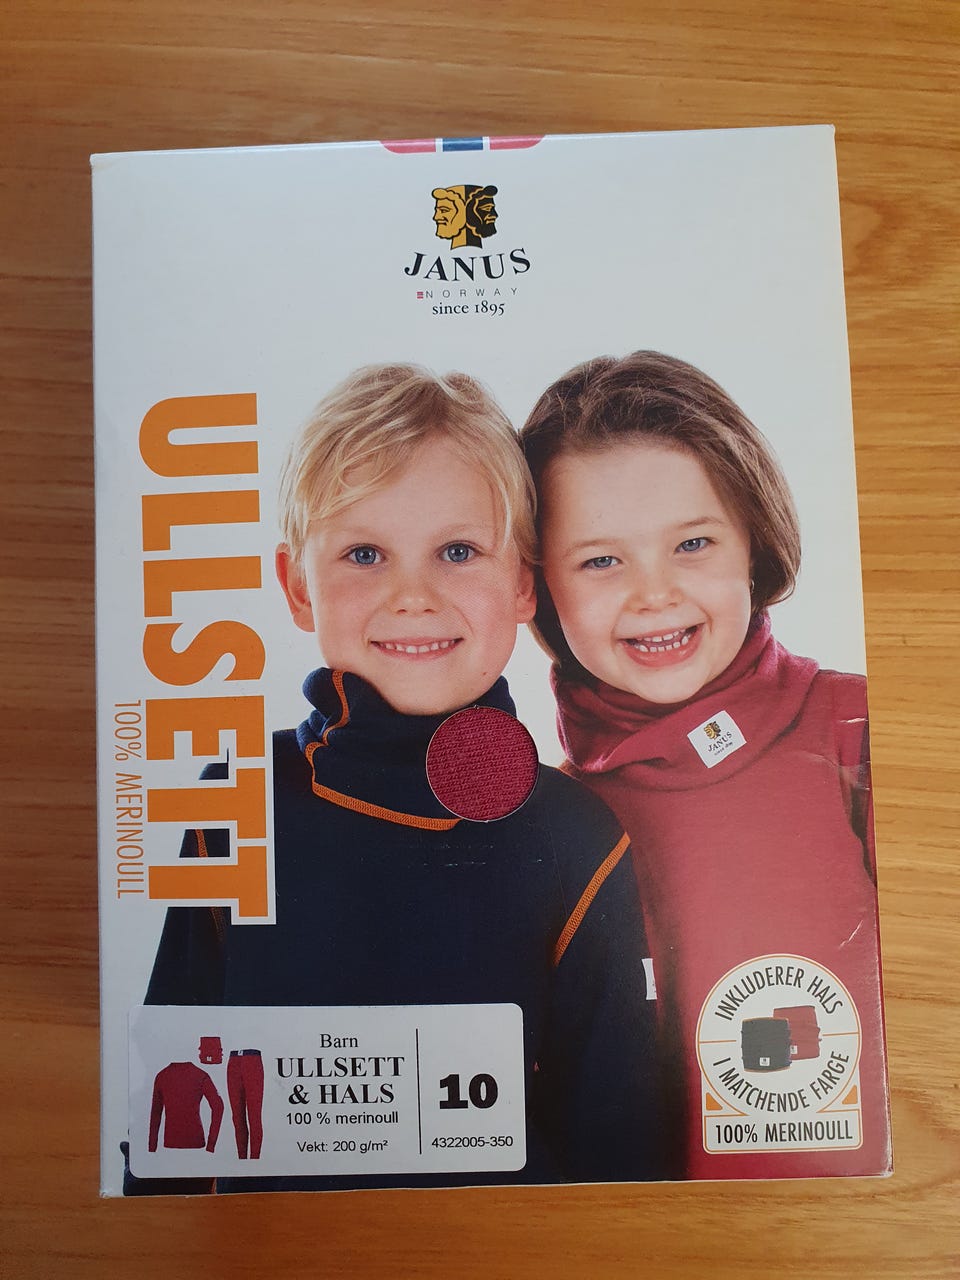 JANUS
NORWAY
since 1895
ULLSETT
100% MERINOULL
JANUS
Barn
ULLSETT
& HALS
100 % merinoull
Vekt: 200 g/m²
10
4322005-350
INKLUDERER HALS
I MATCHENDE FARGE
100% MERINOULL